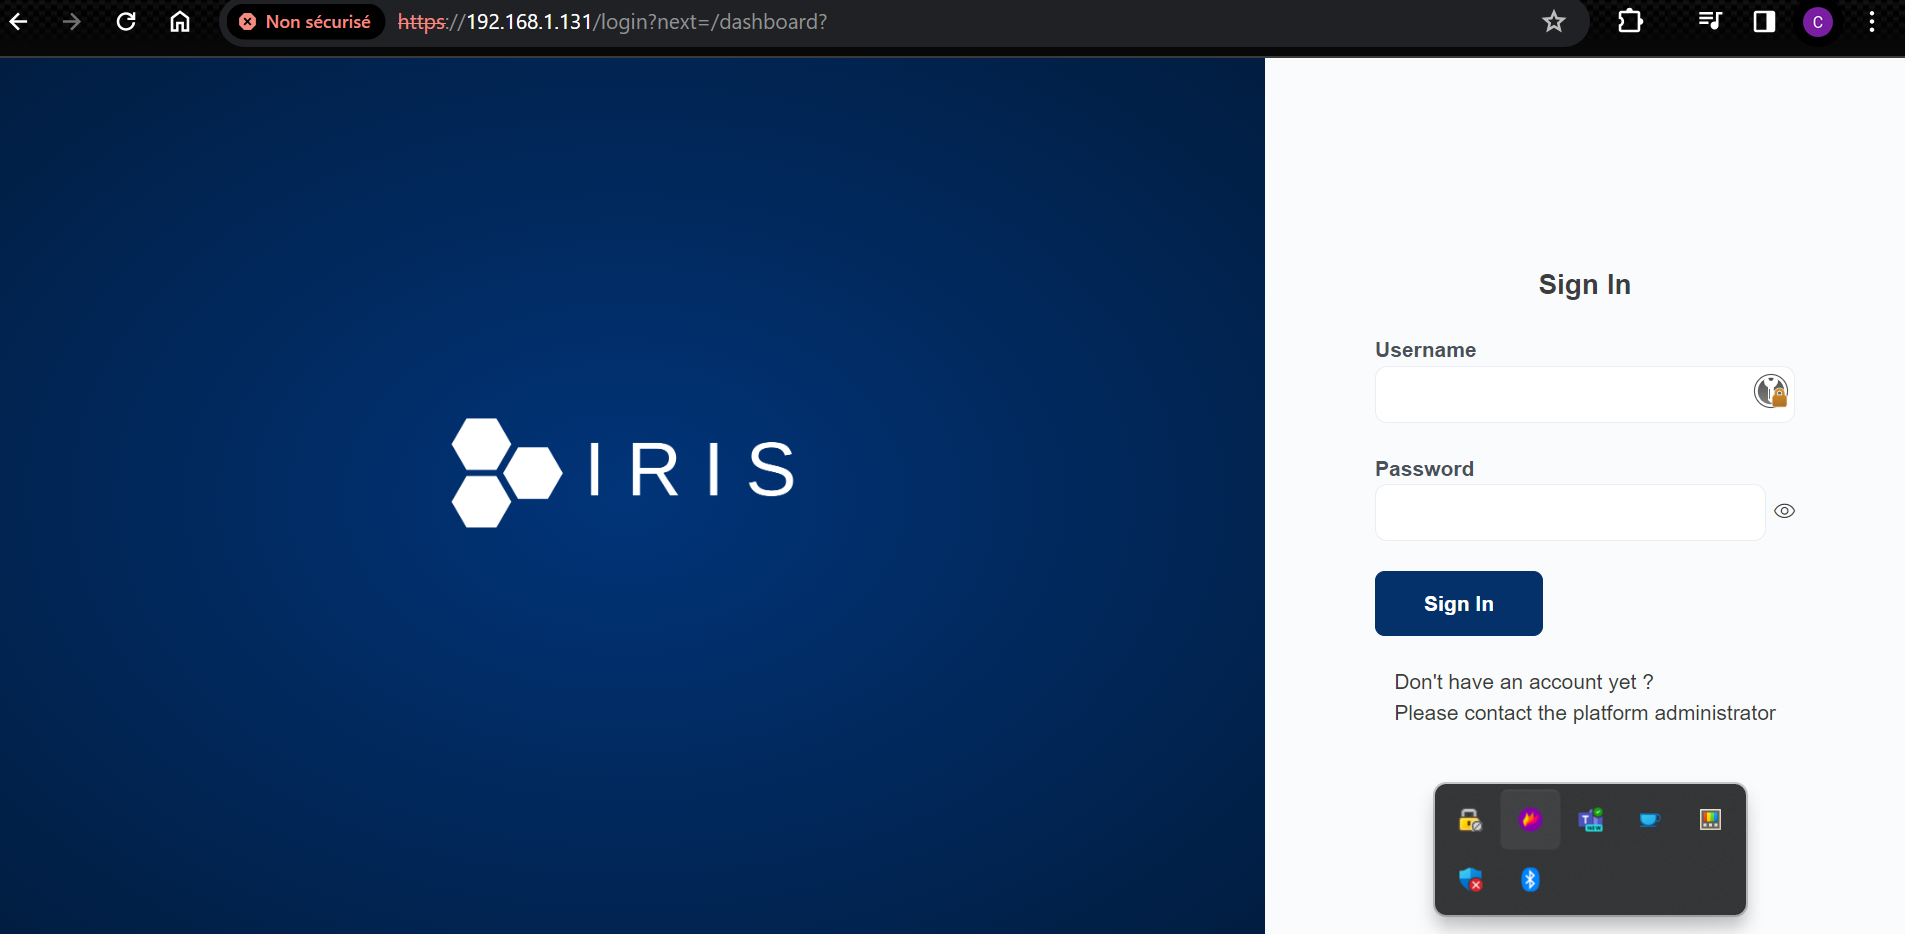 Non sécurisé https://192.168.1.131/login?next=/dashboard?
C
IRIS
Sign In
Username
Password
Sign In
Don't have an account yet ?
Please contact the platform administrator
T
NEW